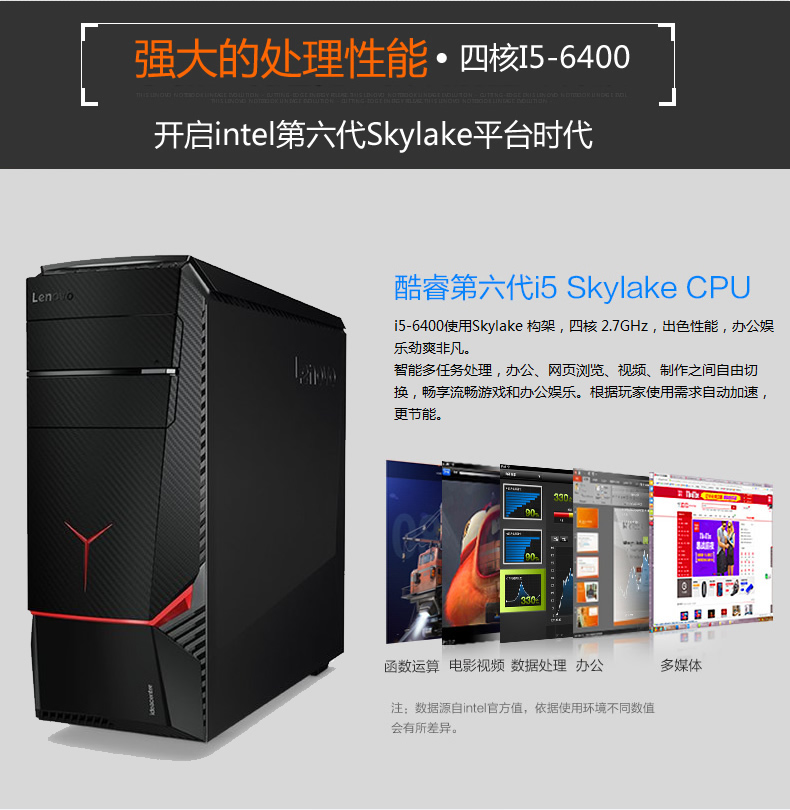 强大的处理性能·四核I5-6400
开启intel第六代Skylake平台时代
Lenovo
Lenovo
ideacentre
酷睿第六代i5 Skylake CPU
i5-6400使用Skylake 构架，四核 2.7GHz，出色性能，办公娱
乐劲爽非凡。
智能多任务处理，办公、网页浏览、视频、制作之间自由切
换，畅享流畅游戏和办公娱乐。根据玩家使用需求自动加速，
更节能。
330
90%
90%
330
函数运算 电影视频 数据处理 办公 多媒体
注：数据源自intel官方值，依据使用环境不同数值
会有所差异。